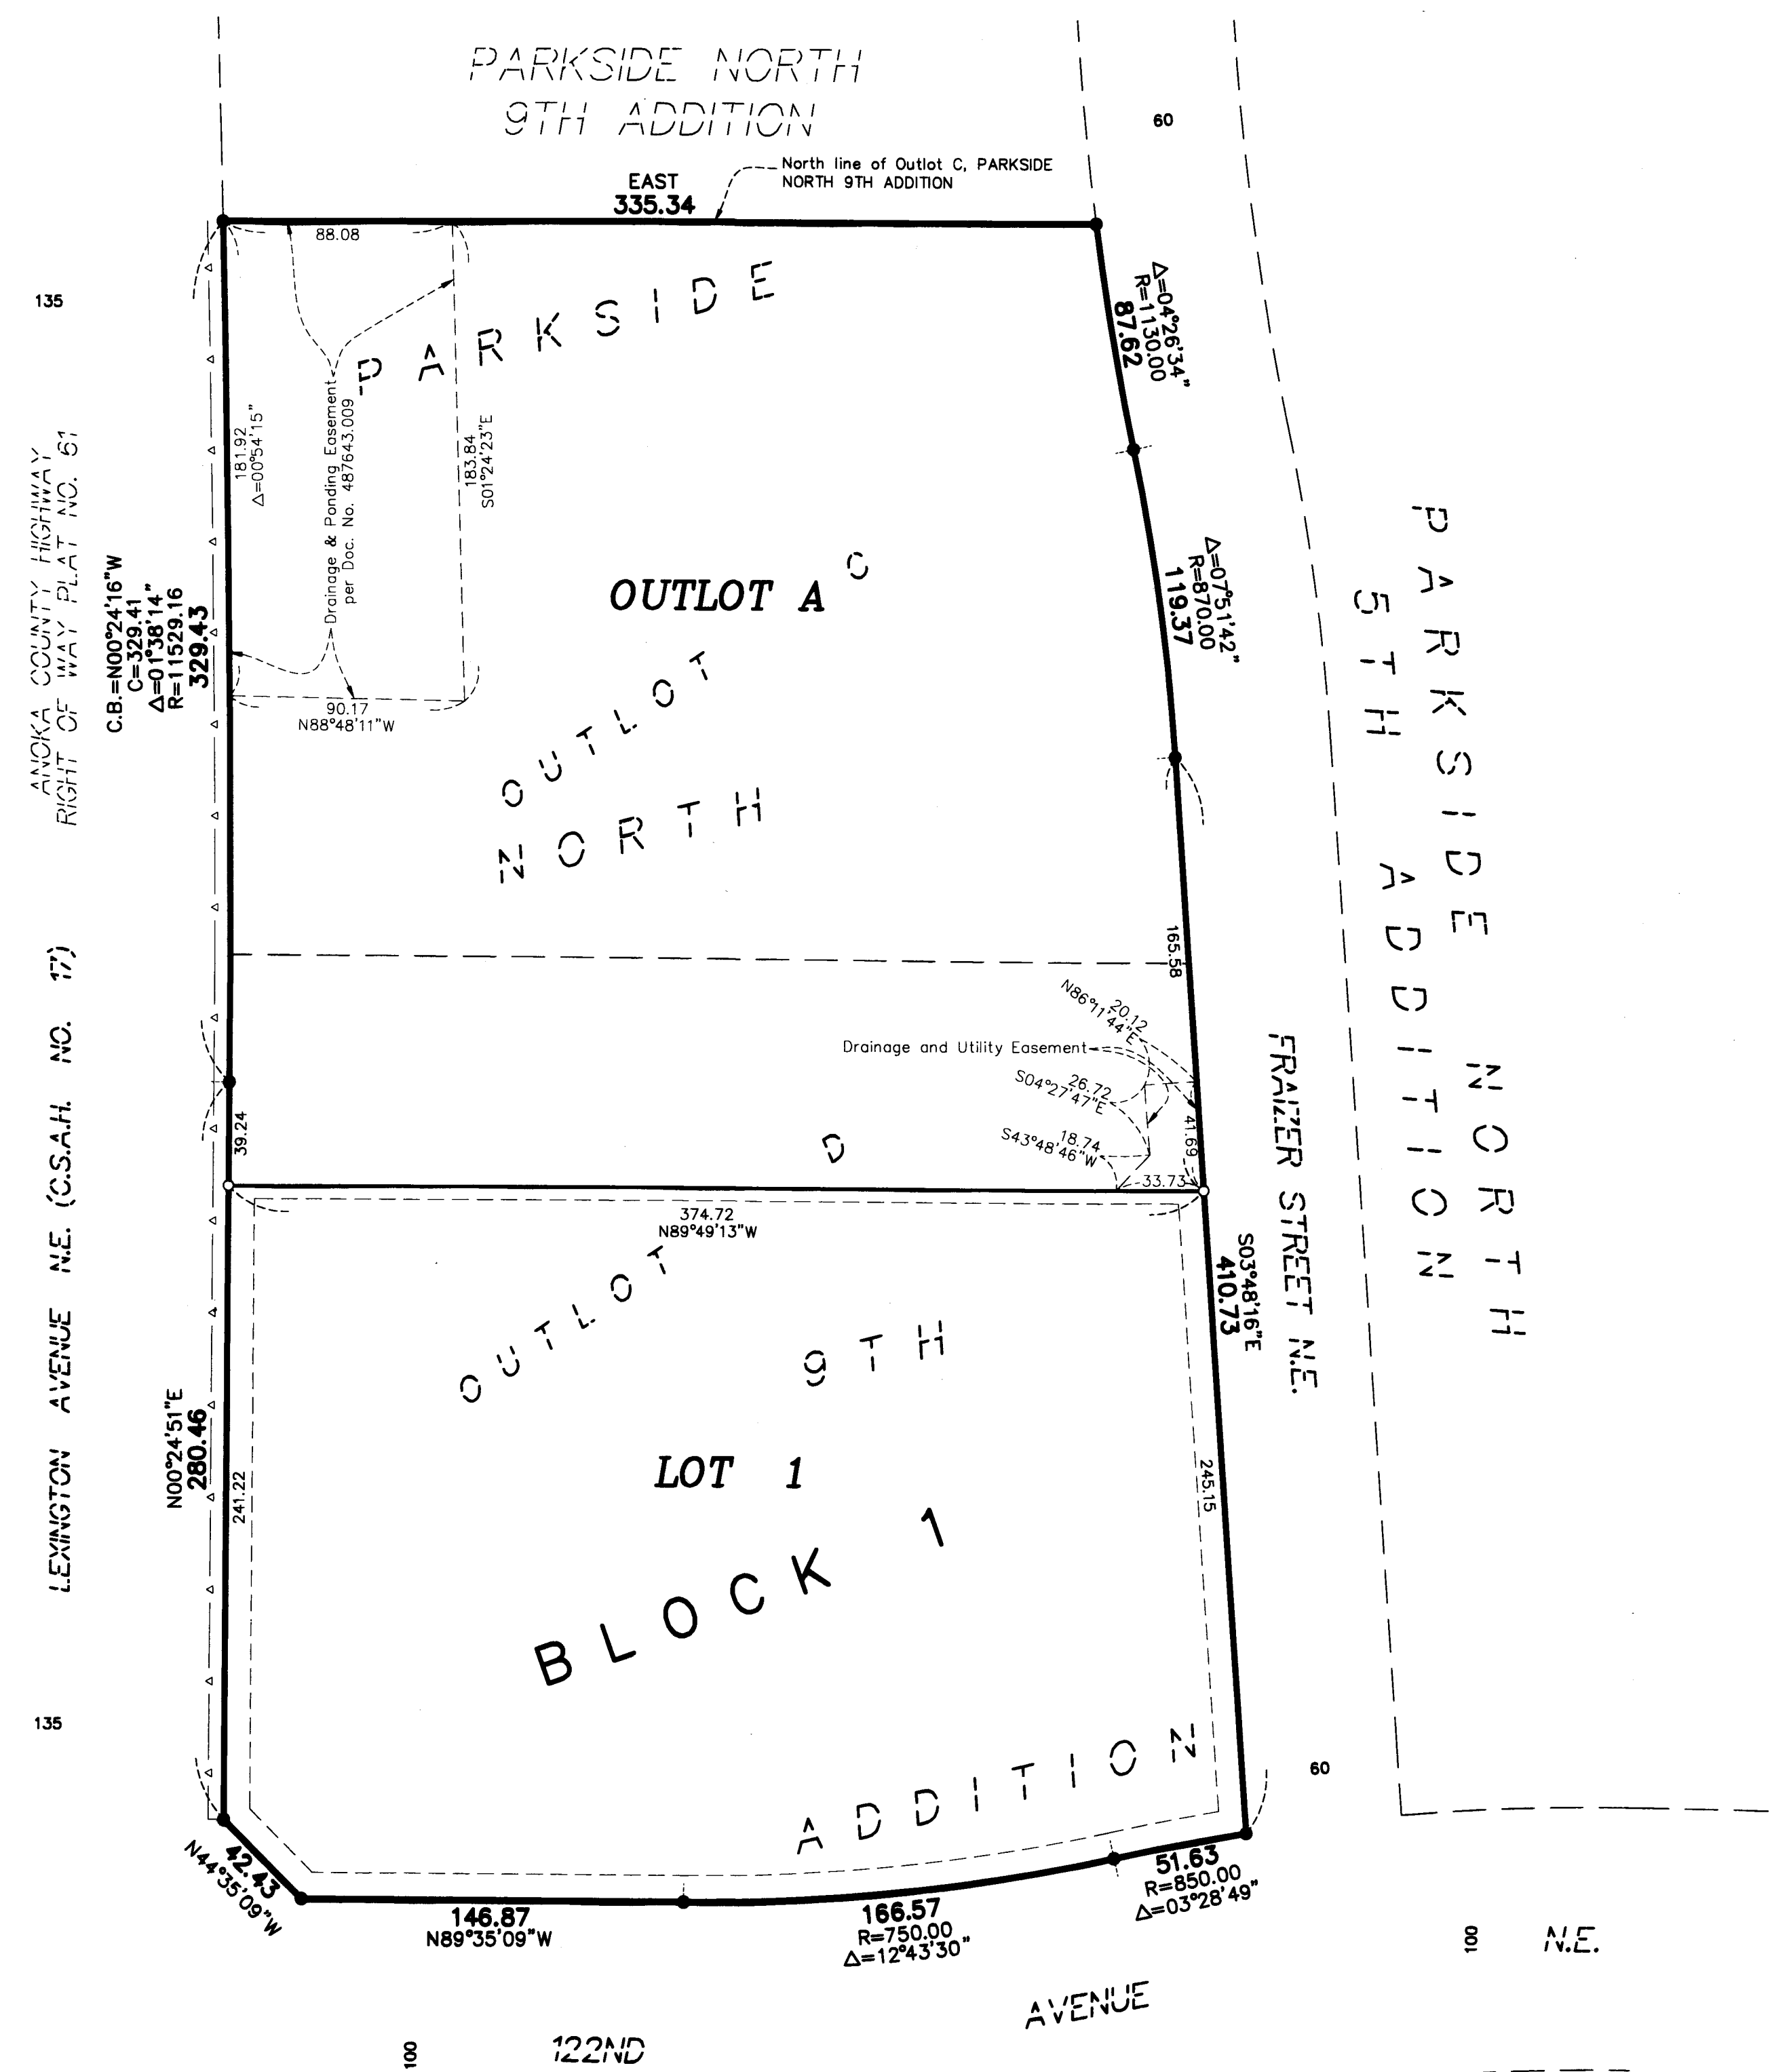 PARKSIDE NORTH
9TH ADDITION
60
North line of Outlot C, PARKSIDE
NORTH 9TH ADDITION
EAST
335.34
88.08
135
PARKSIDE
Δ=04°26'34"
R=1130.00
87.62
181.92
Δ=00°54'15"
Drainage & Ponding Easement
per Doc. No. 487643.009
183.84
S01°24'23"E
ANOKA COUNTY HIGHWAY
RIGHT OF WAY PLAT NO. 61
C.B.=N00°24'16"W
C=329.41
Δ=01°38'14"
R=11529.16
329.43
OUTLOT A
C
Δ=07°51'42"
R=870.00
119.37
PARKSIDE NORTH
5TH ADDITION
90.17
N88°48'11"W
OUTLOT
NORTH
165.58
20.12
N86°11'44"E
Drainage and Utility Easement
26.72
S04°27'47"E
18.74
S43°48'46"W
41.69
33.73
39.24
D
374.72
N89°49'13"W
LEXINGTON AVENUE N.E. (C.S.A.H. NO. 17)
FRAIZER STREET N.E.
S03°48'16"E
410.73
OUTLOT
9TH
N00°24'51"E
280.46
241.22
LOT 1
245.15
BLOCK 1
135
ADDITION
60
42.43
N44°35'09"W
146.87
N89°35'09"W
166.57
R=750.00
Δ=12°43'30"
51.63
R=850.00
Δ=03°28'49"
100
122ND
AVENUE
100
N.E.